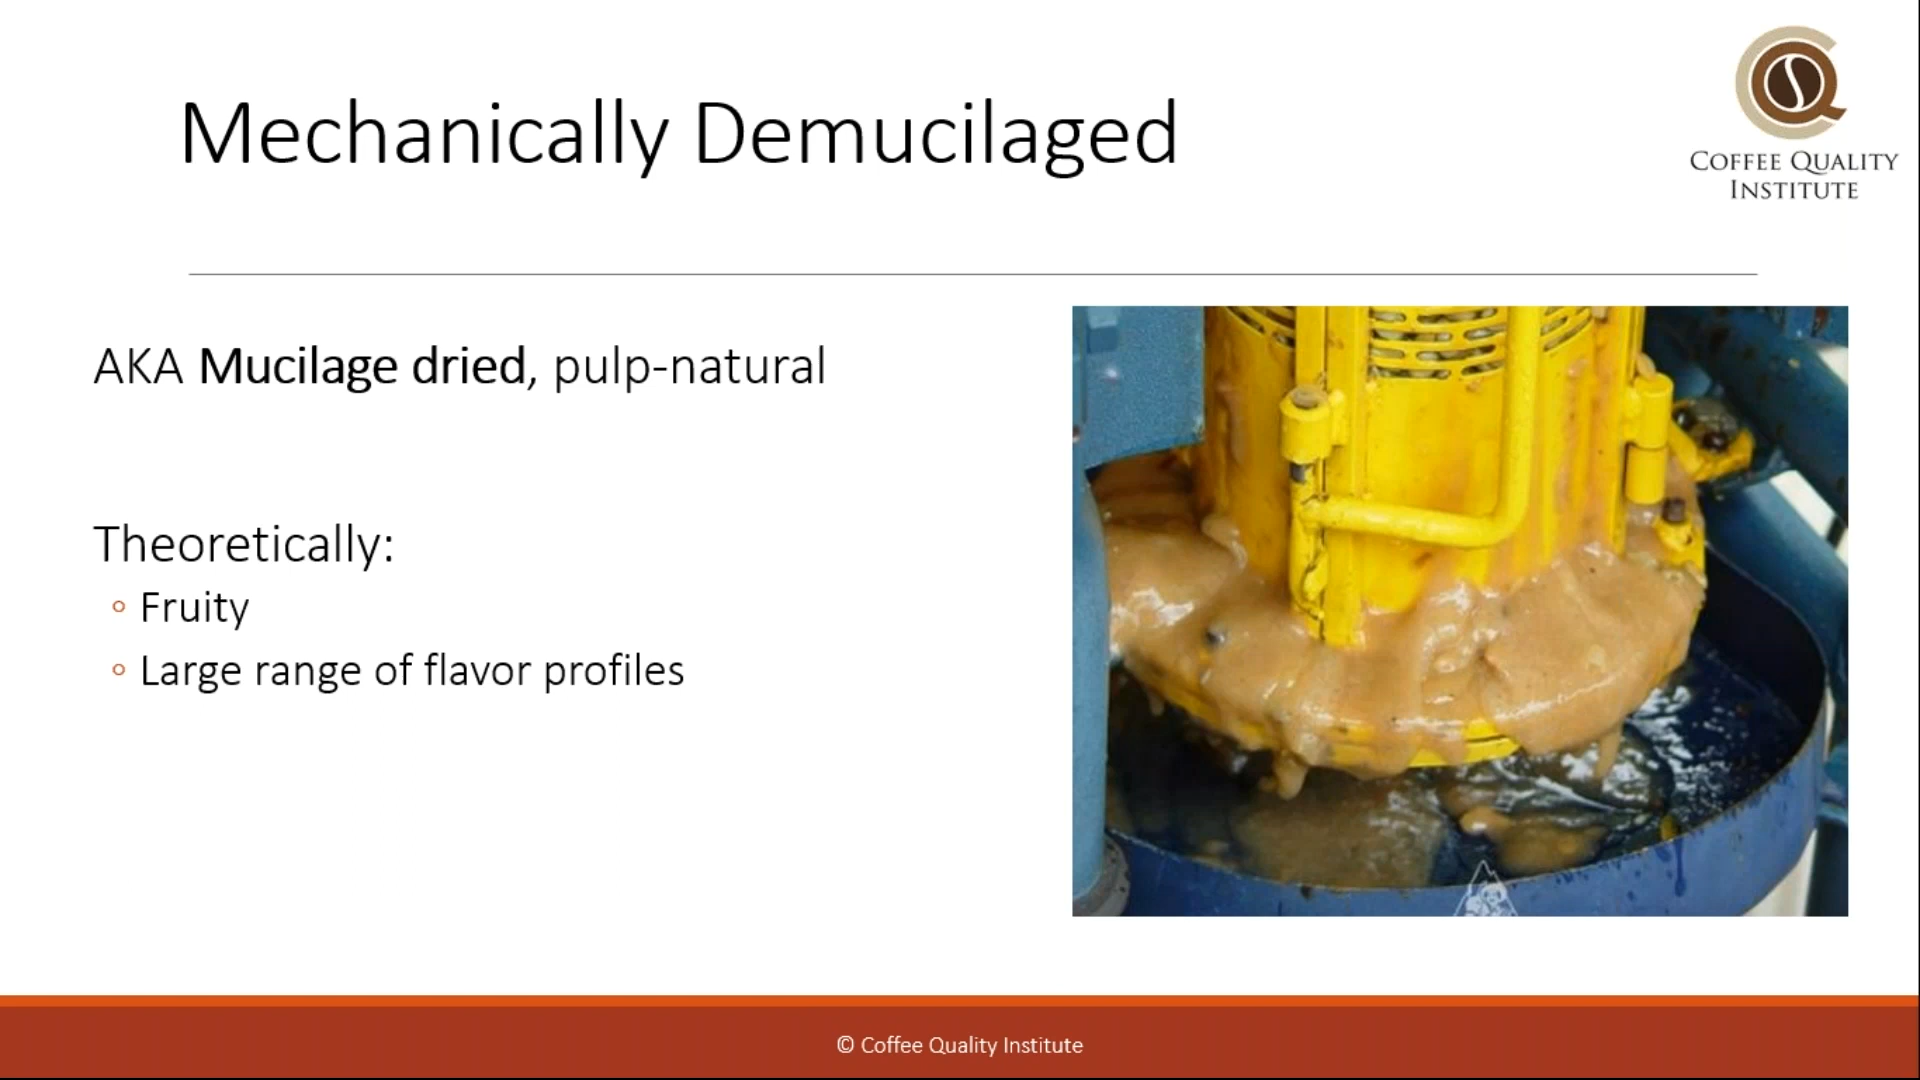 Mechanically Demucilaged
COFFEE QUALITY
INSTITUTE
AKA Mucilage dried, pulp-natural
Theoretically:
◦ Fruity
◦ Large range of flavor profiles
© Coffee Quality Institute